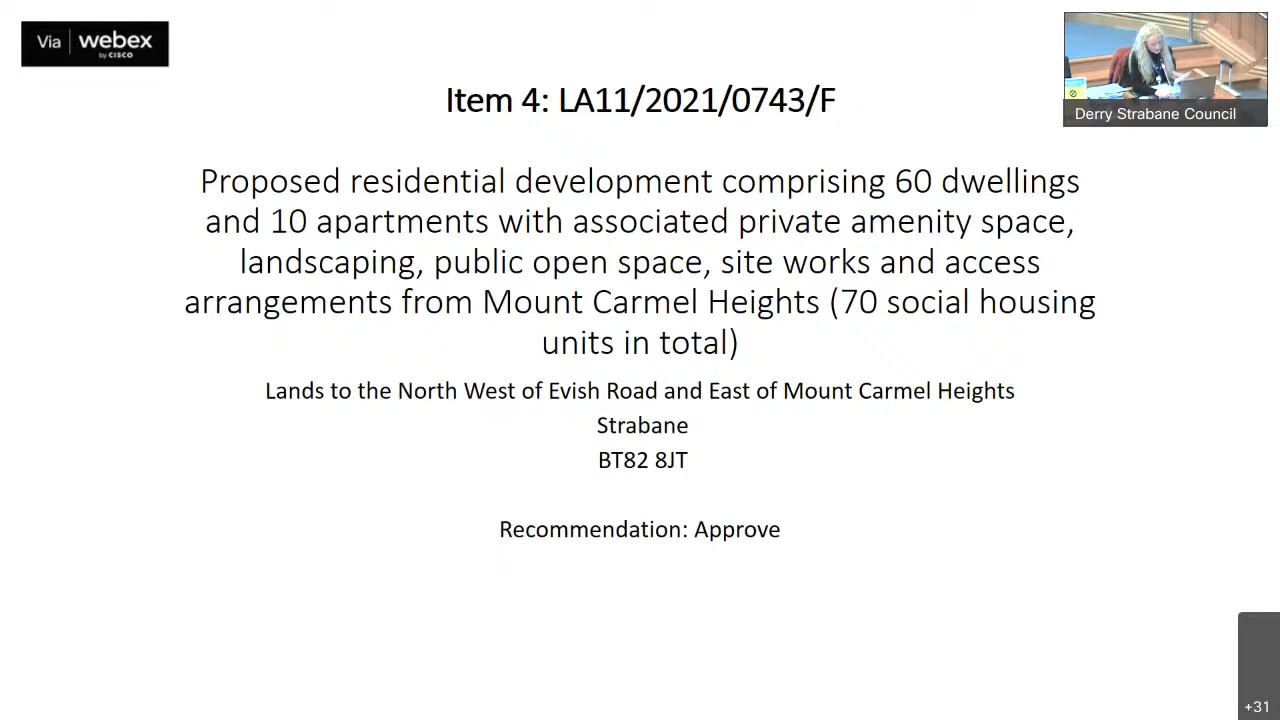 Via webex
by CISCO
Derry Strabane Council
Item 4: LA11/2021/0743/F
Proposed residential development comprising 60 dwellings
and 10 apartments with associated private amenity space,
landscaping, public open space, site works and access
arrangements from Mount Carmel Heights (70 social housing
units in total)
Lands to the North West of Evish Road and East of Mount Carmel Heights
Strabane
BT82 8JT
Recommendation: Approve
+31